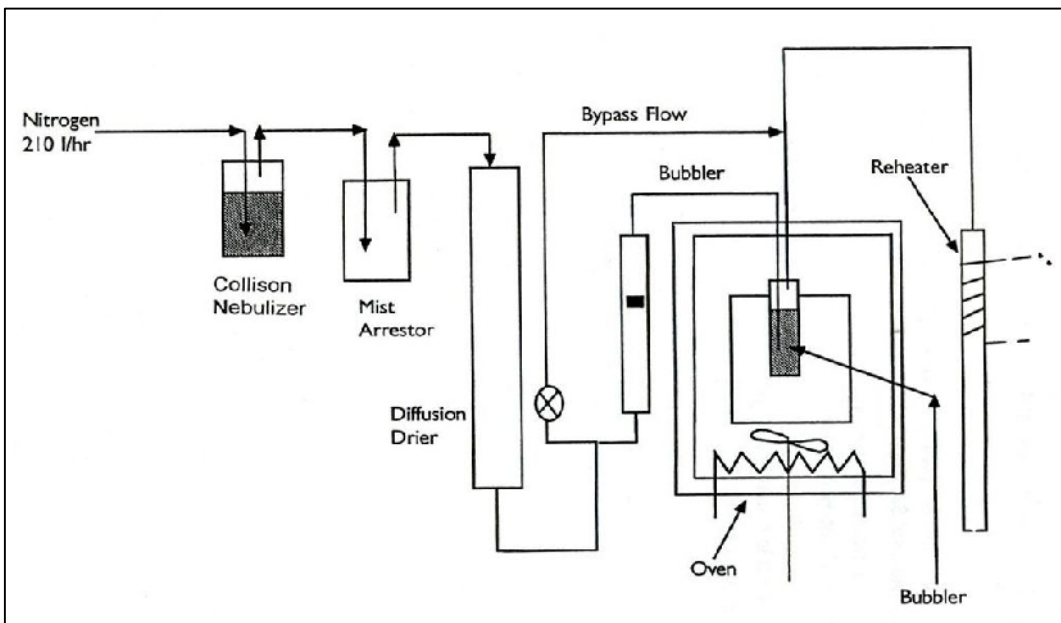 Nitrogen
210 l/hr
Collison
Nebulizer
Mist
Arrestor
Diffusion
Drier
Bypass Flow
Bubbler
Reheater
Oven
Bubbler